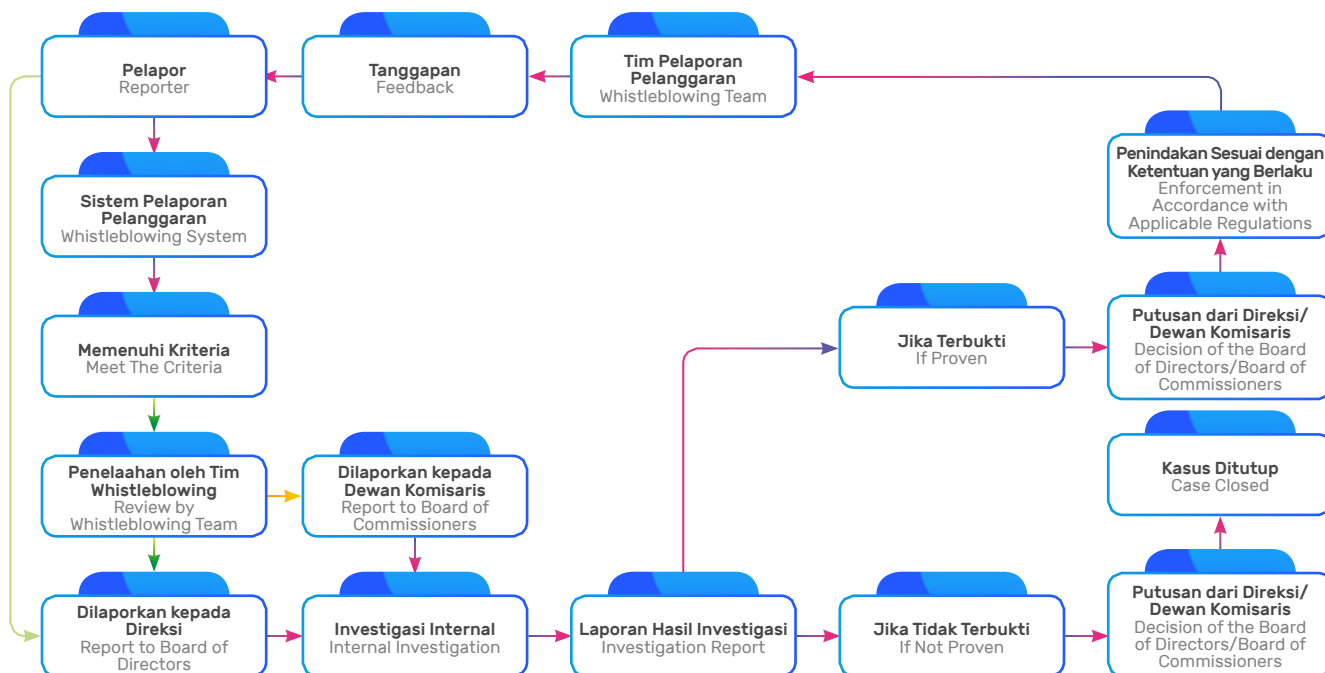 Pelapor
Reporter
Tanggapan
Feedback
Tim Pelaporan
Pelanggaran
Whistleblowing Team
Sistem Pelaporan
Pelanggaran
Whistleblowing System
Penindakan Sesuai dengan
Ketentuan yang Berlaku
Enforcement in
Accordance with
Applicable Regulations
Memenuhi Kriteria
Meet The Criteria
Jika Terbukti
If Proven
Putusan dari Direksi/
Dewan Komisaris
Decision of the Board
of Directors/Board of
Commissioners
Penelaahan oleh Tim
Whistleblowing
Review by
Whistleblowing Team
Dilaporkan kepada
Dewan Komisaris
Report to Board of
Commissioners
Kasus Ditutup
Case Closed
Dilaporkan kepada
Direksi
Report to Board of
Directors
Investigasi Internal
Internal Investigation
Laporan Hasil Investigasi
Investigation Report
Jika Tidak Terbukti
If Not Proven
Putusan dari Direksi/
Dewan Komisaris
Decision of the Board
of Directors/Board of
Commissioners